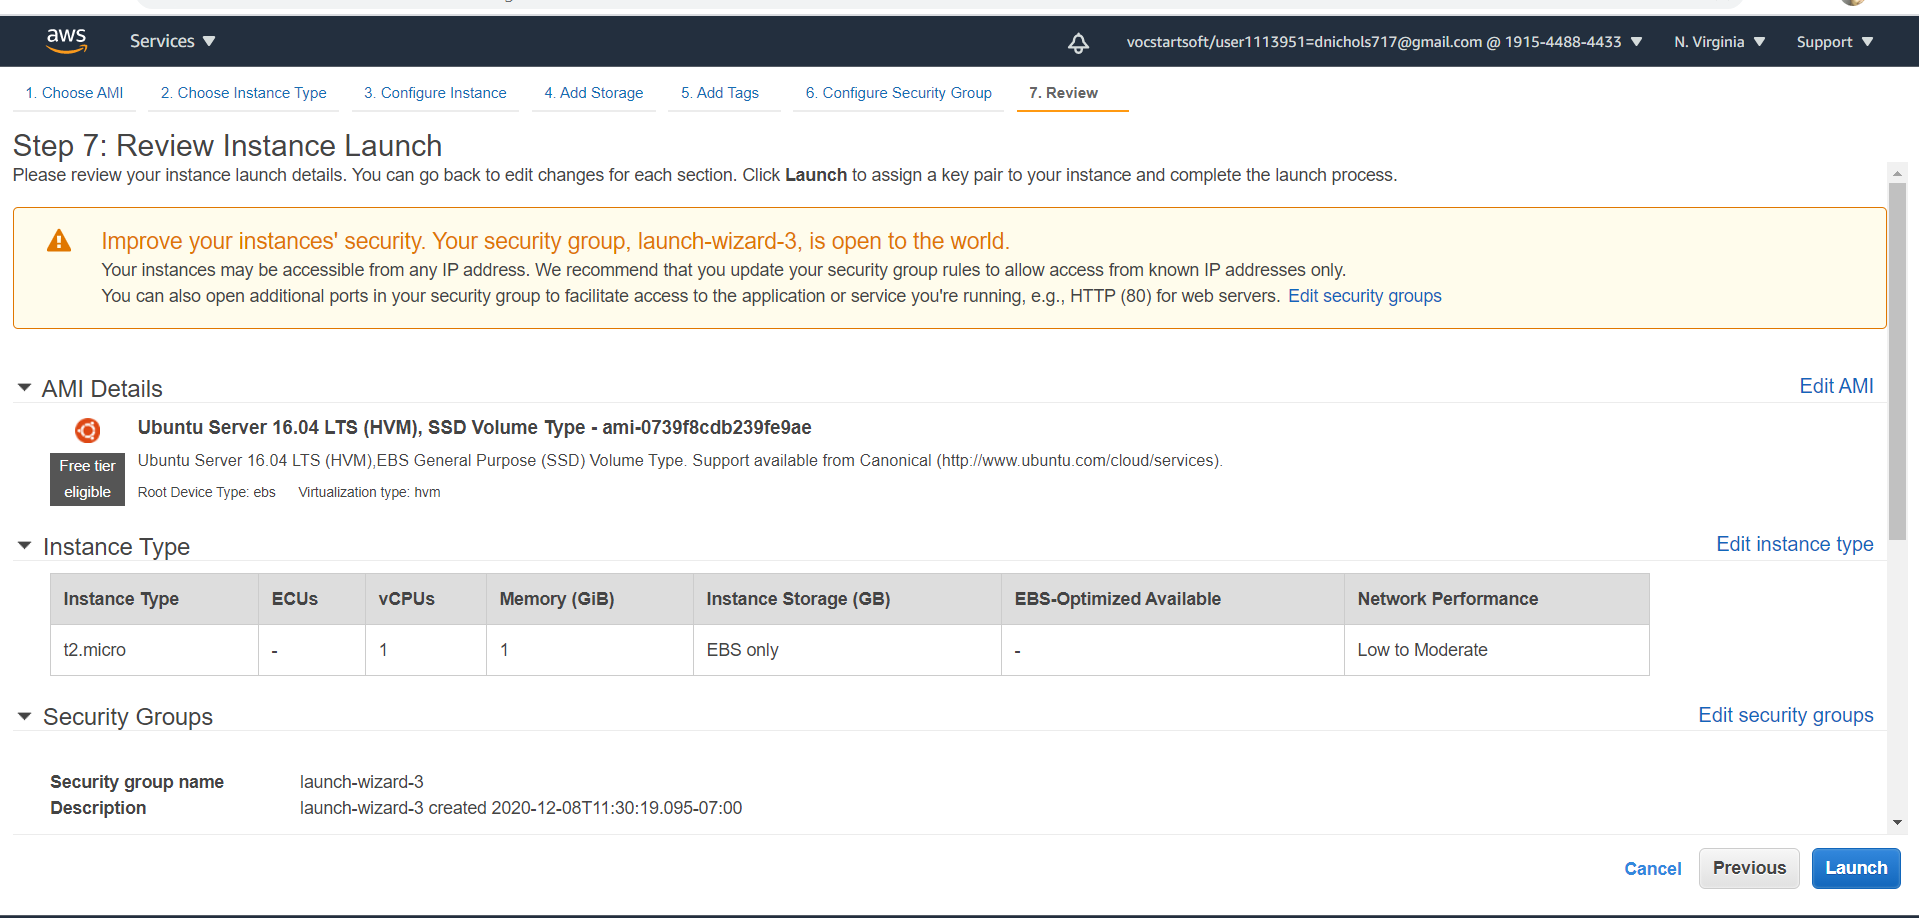 aws Services vocstartsoft/user1113951=dnichols717@gmail.com @ 1915-4488-4433 N. Virginia Support
1. Choose AMI 2. Choose Instance Type 3. Configure Instance 4. Add Storage 5. Add Tags 6. Configure Security Group 7. Review
Step 7: Review Instance Launch
Please review your instance launch details. You can go back to edit changes for each section. Click Launch to assign a key pair to your instance and complete the launch process.
Improve your instances' security. Your security group, launch-wizard-3, is open to the world.
Your instances may be accessible from any IP address. We recommend that you update your security group rules to allow access from known IP addresses only.
You can also open additional ports in your security group to facilitate access to the application or service you're running, e.g., HTTP (80) for web servers. Edit security groups
AMI Details Edit AMI
Ubuntu Server 16.04 LTS (HVM), SSD Volume Type - ami-0739f8cdb239fe9ae
Free tier eligible
Ubuntu Server 16.04 LTS (HVM),EBS General Purpose (SSD) Volume Type. Support available from Canonical (http://www.ubuntu.com/cloud/services).
Root Device Type: ebs Virtualization type: hvm
Instance Type Edit instance type
Instance Type ECUs vCPUs Memory (GiB) Instance Storage (GB) EBS-Optimized Available Network Performance
t2.micro - 1 1 EBS only - Low to Moderate
Security Groups Edit security groups
Security group name launch-wizard-3
Description launch-wizard-3 created 2020-12-08T11:30:19.095-07:00
Cancel Previous Launch